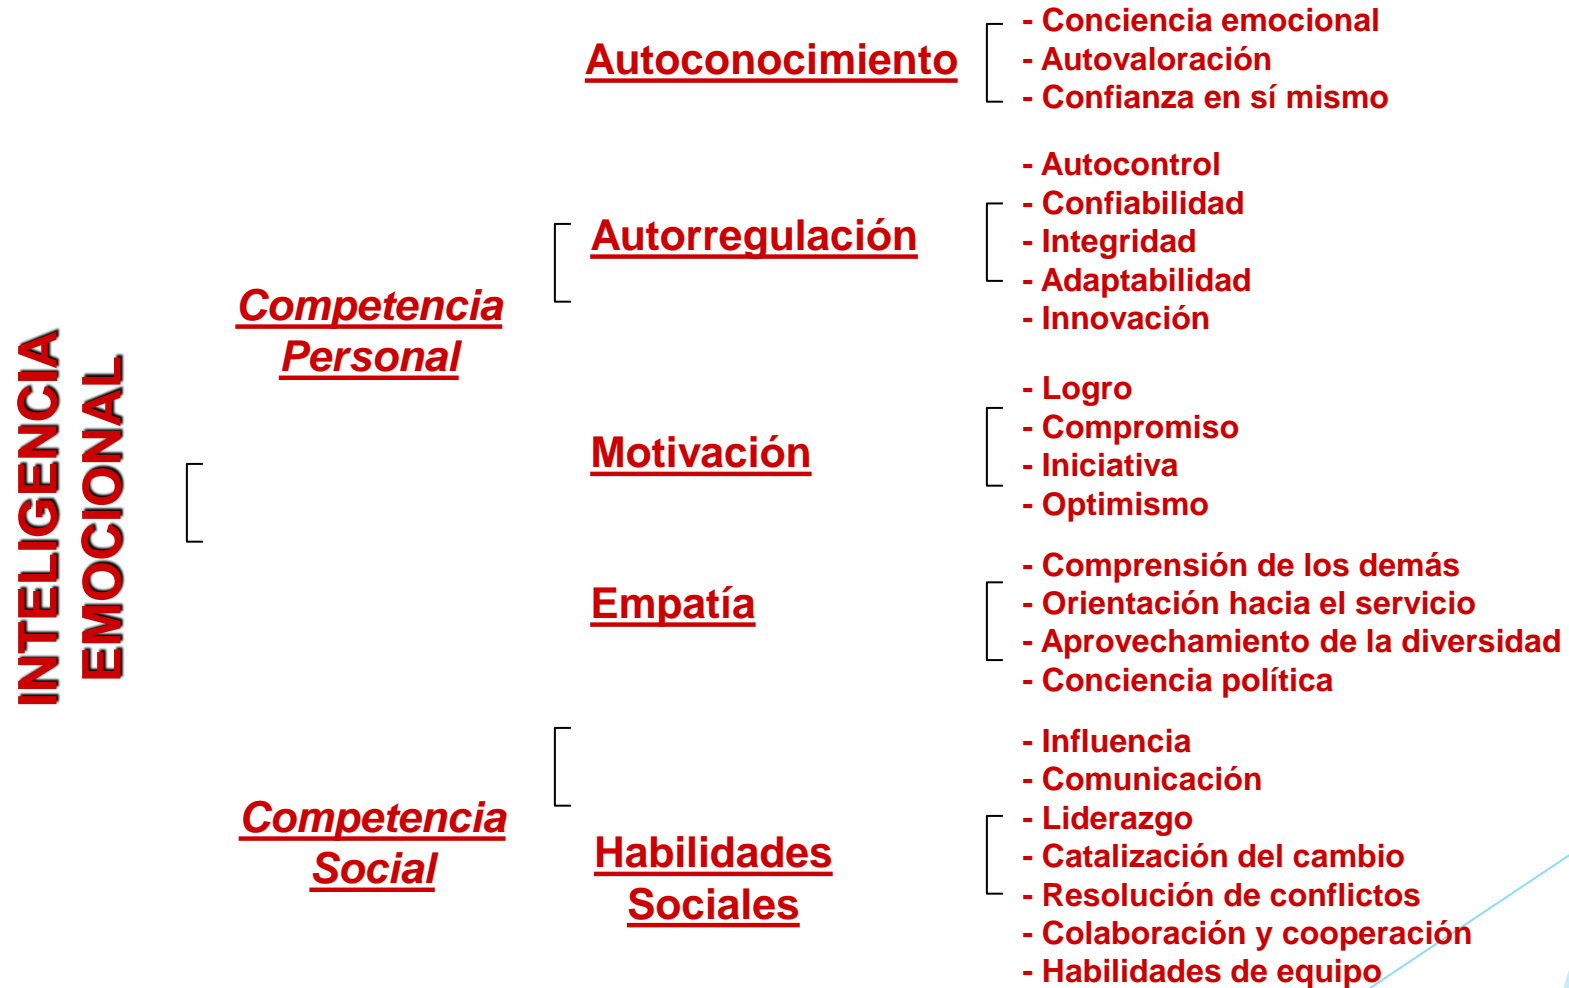 INTELIGENCIA
EMOCIONAL
Competencia
Personal
Autoconocimiento
- Conciencia emocional
- Autovaloración
- Confianza en sí mismo
Autorregulación
- Autocontrol
- Confiabilidad
- Integridad
- Adaptabilidad
- Innovación
Motivación
- Logro
- Compromiso
- Iniciativa
- Optimismo
Competencia
Social
Empatía
- Comprensión de los demás
- Orientación hacia el servicio
- Aprovechamiento de la diversidad
- Conciencia política
Habilidades
Sociales
- Influencia
- Comunicación
- Liderazgo
- Catalización del cambio
- Resolución de conflictos
- Colaboración y cooperación
- Habilidades de equipo